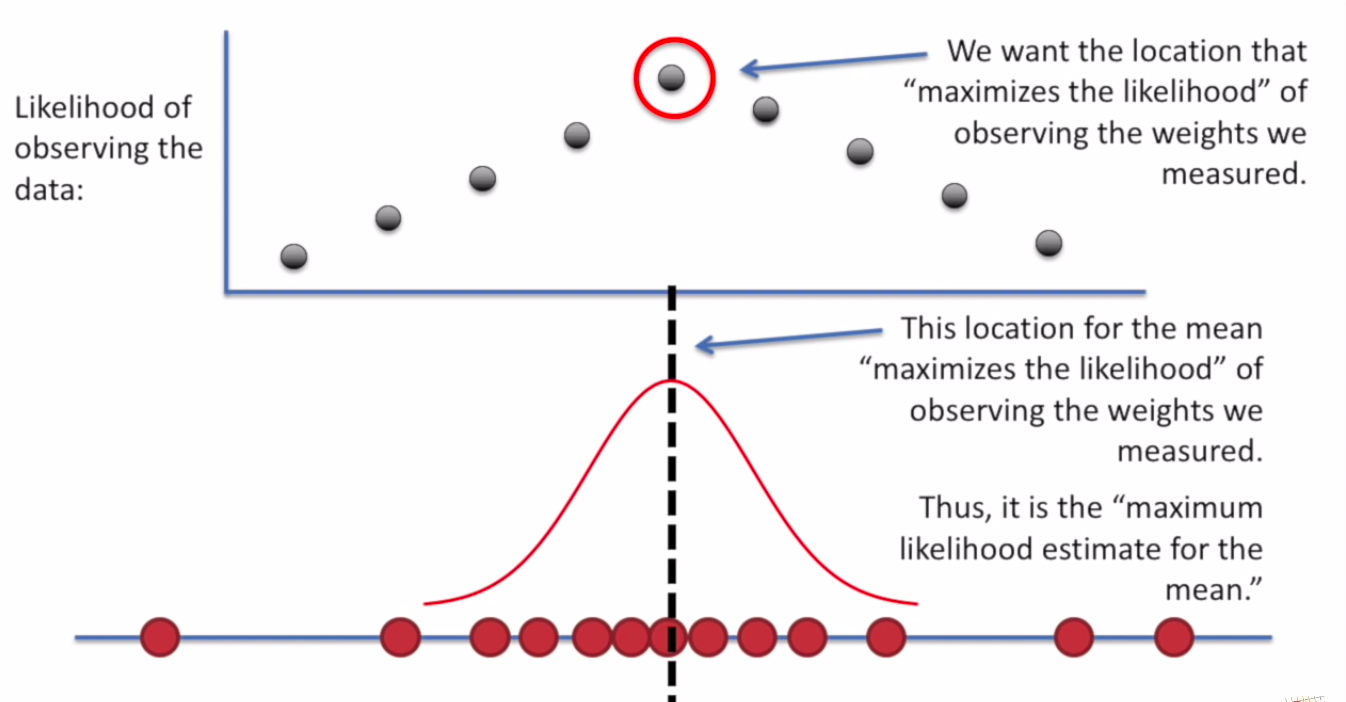 Likelihood of
observing the
data:
We want the location that
“maximizes the likelihood” of
observing the weights we
measured.
This location for the mean
“maximizes the likelihood” of
observing the weights we
measured.
Thus, it is the “maximum
likelihood estimate for the
mean.”